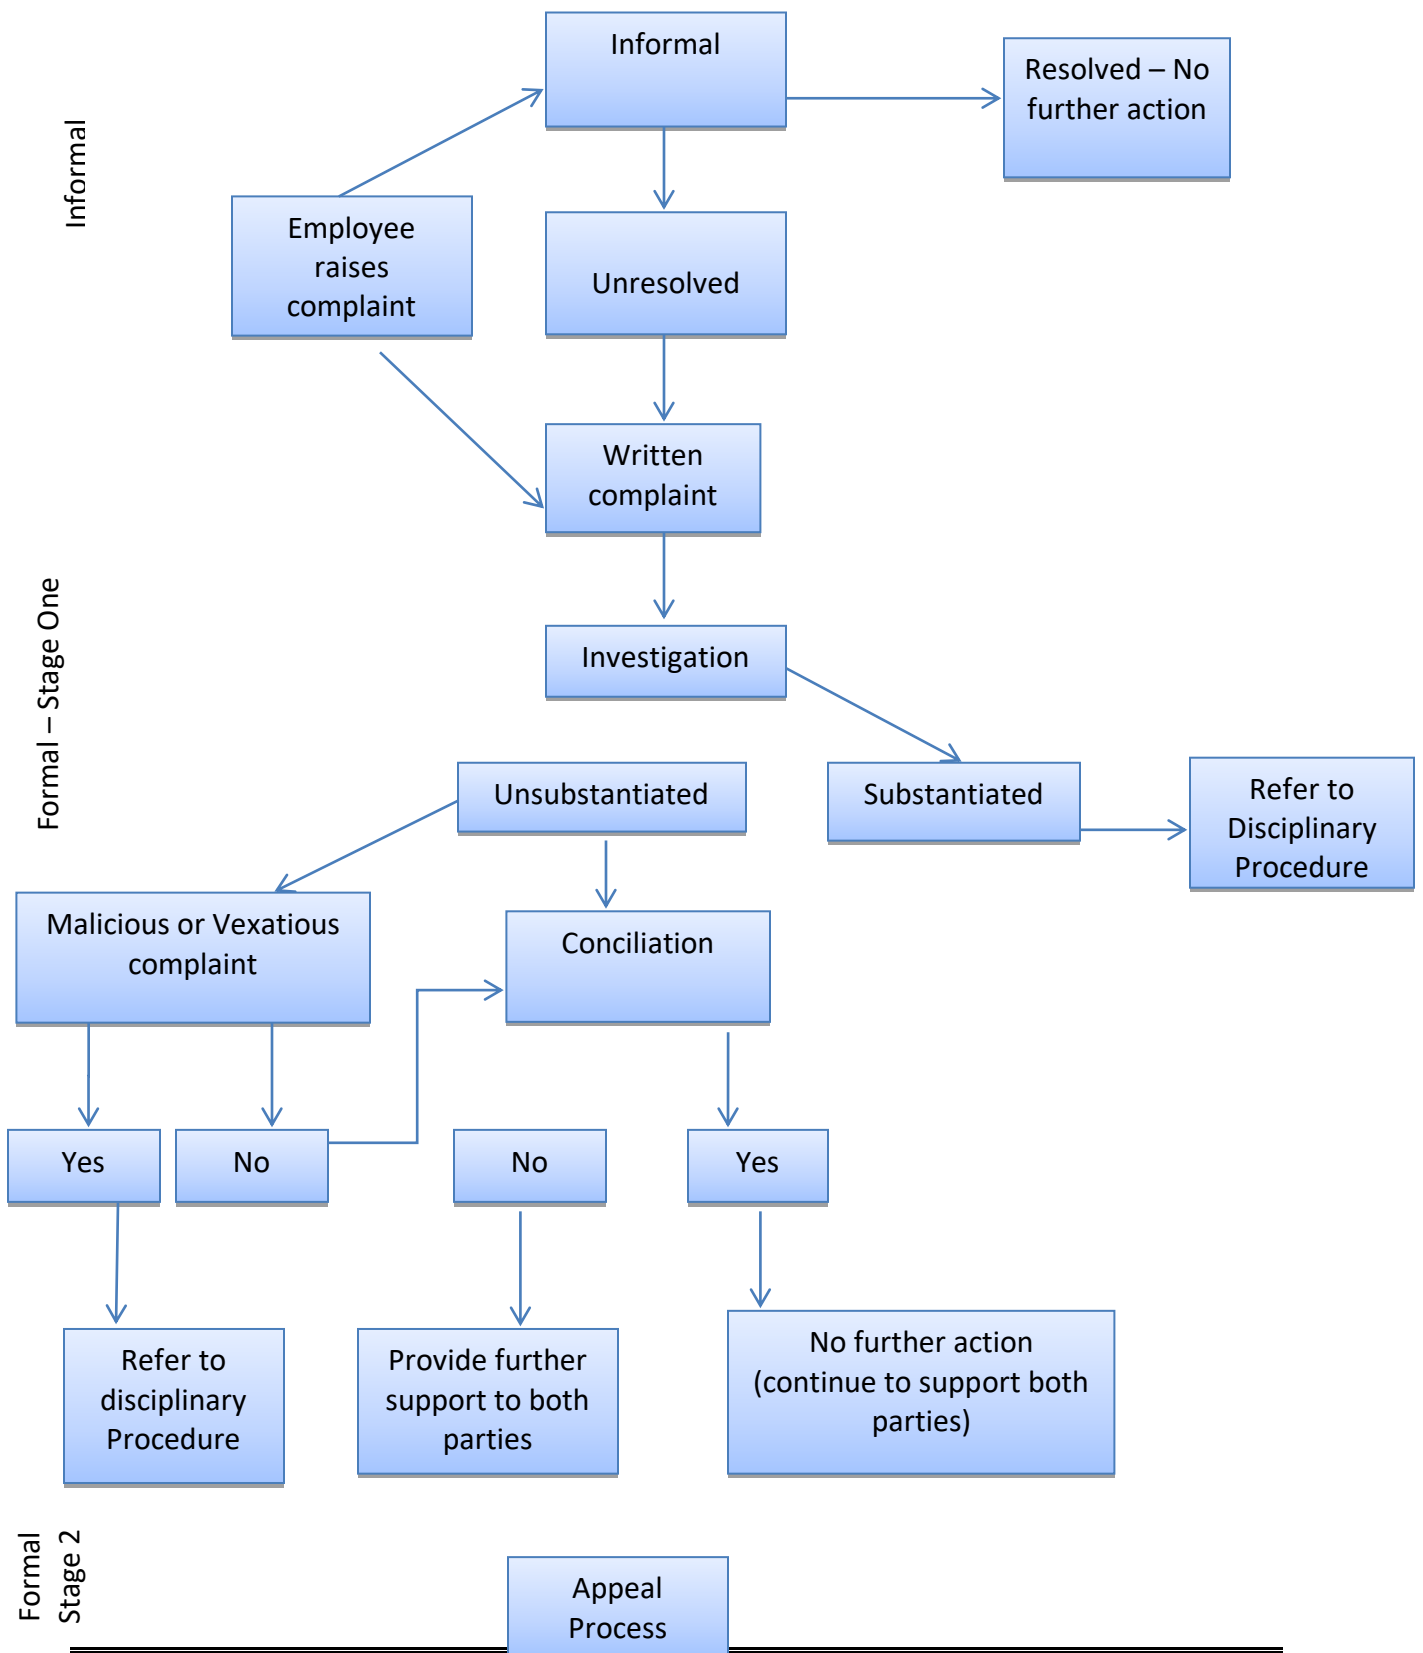 Informal
Resolved – No
further action
Informal
Employee
raises
complaint
Unresolved
Written
complaint
Formal – Stage One
Investigation
Unsubstantiated
Substantiated
Refer to
Disciplinary
Procedure
Malicious or Vexatious
complaint
Conciliation
Yes
No
No
Yes
Refer to
disciplinary
Procedure
Provide further
support to both
parties
No further action
(continue to support both
parties)
Formal
Stage 2
Appeal
Process